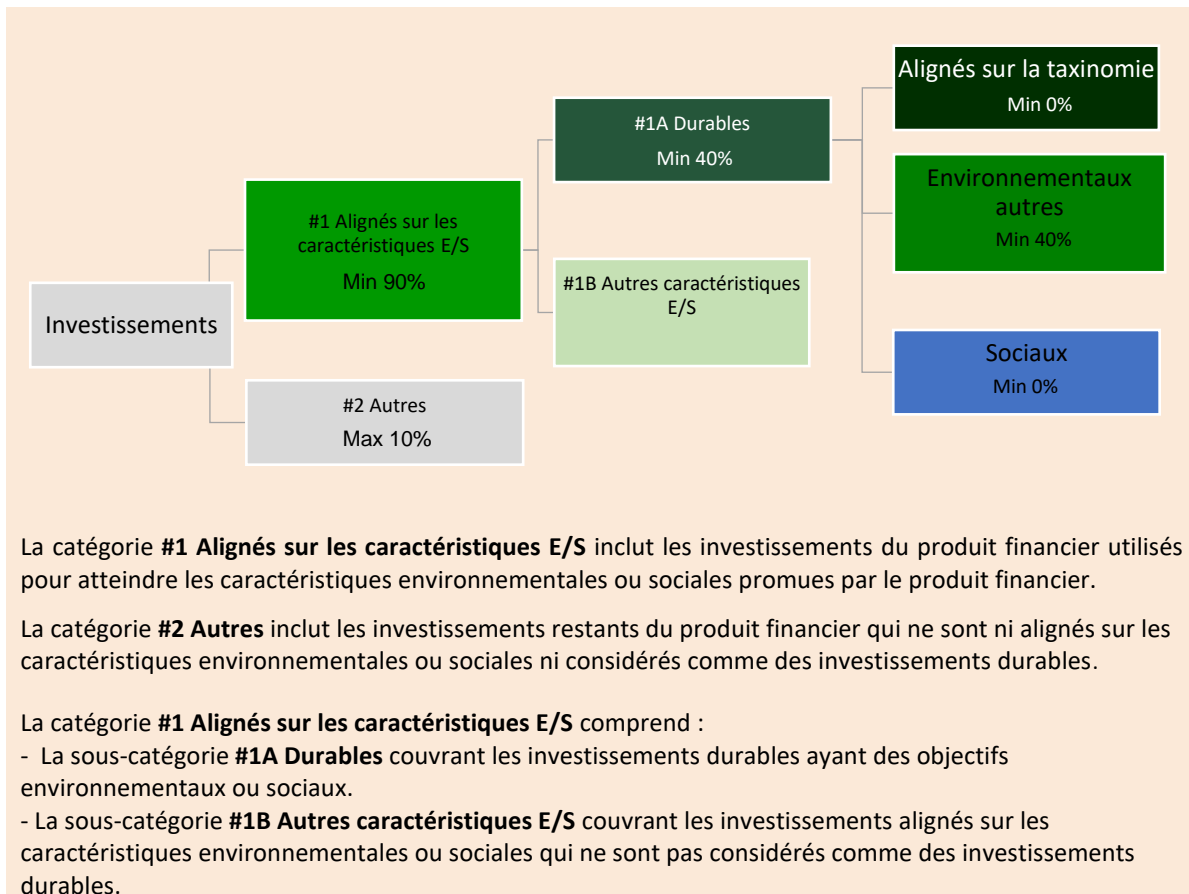 Investissements
#1 Alignés sur les
caractéristiques E/S
Min 90%
#2 Autres
Max 10%
#1A Durables
Min 40%
#1B Autres caractéristiques
E/S
Alignés sur la taxinomie
Min 0%
Environnementaux
autres
Min 40%
Sociaux
Min 0%
La catégorie #1 Alignés sur les caractéristiques E/S inclut les investissements du produit financier utilisés
pour atteindre les caractéristiques environnementales ou sociales promues par le produit financier.
La catégorie #2 Autres inclut les investissements restants du produit financier qui ne sont ni alignés sur les
caractéristiques environnementales ou sociales ni considérés comme des investissements durables.
La catégorie #1 Alignés sur les caractéristiques E/S comprend :
- La sous-catégorie #1A Durables couvrant les investissements durables ayant des objectifs
environnementaux ou sociaux.
- La sous-catégorie #1B Autres caractéristiques E/S couvrant les investissements alignés sur les
caractéristiques environnementales ou sociales qui ne sont pas considérés comme des investissements
durables.